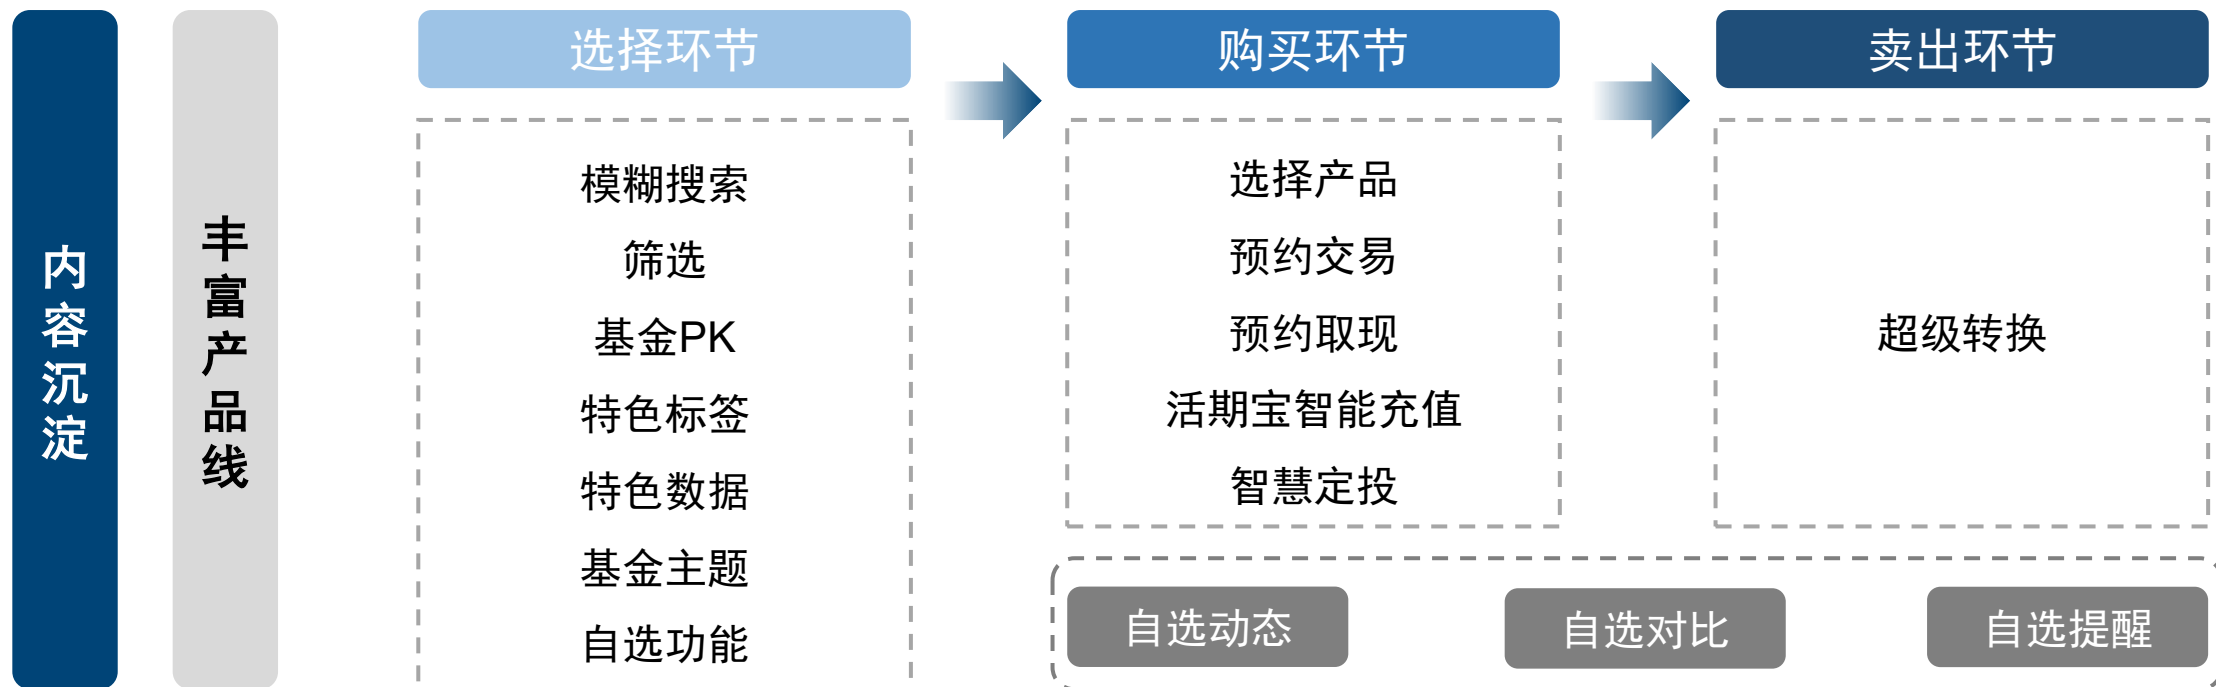 内容沉淀
丰富产品线
选择环节
模糊搜索
筛选
基金PK
特色标签
特色数据
基金主题
自选功能
购买环节
选择产品
预约交易
预约取现
活期宝智能充值
智慧定投
卖出环节
超级转换
自选动态
自选对比
自选提醒